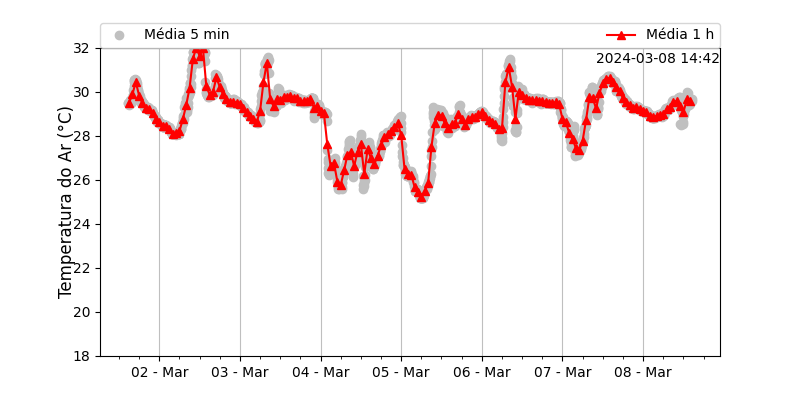 Média 5 min
Média 1 h
2024-03-08 14:42
Temperatura do Ar (°C)
32
30
28
26
24
22
20
18
02 - Mar
03 - Mar
04 - Mar
05 - Mar
06 - Mar
07 - Mar
08 - Mar